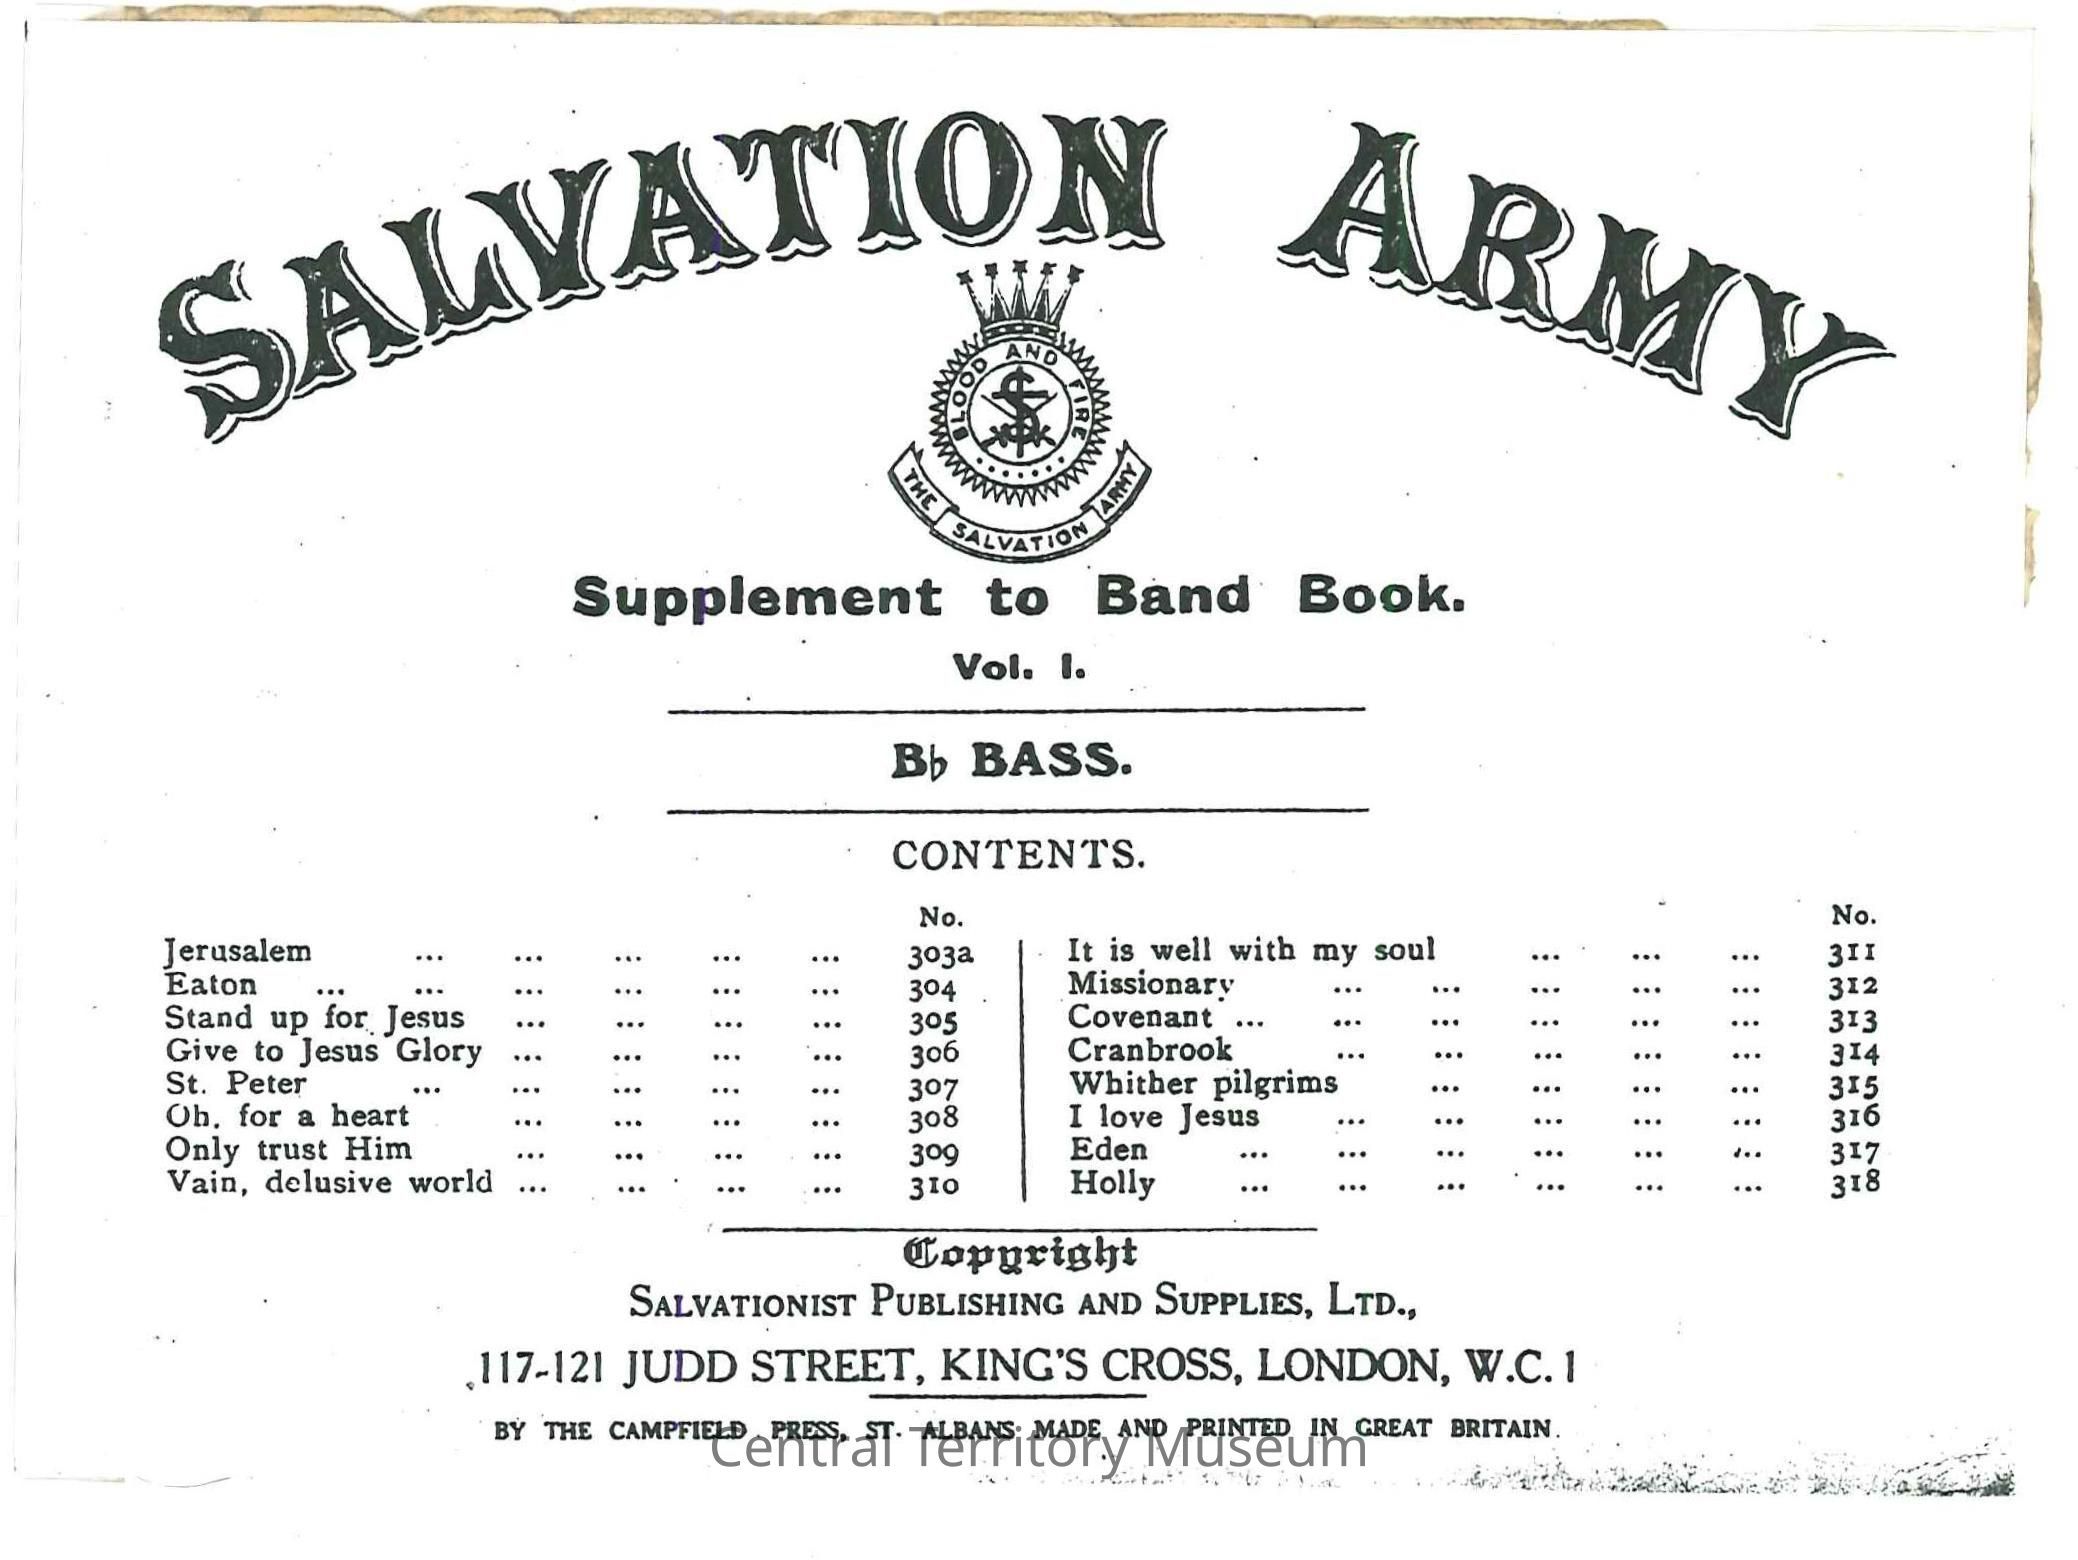 SALVATION ARMY
BLOOD AND FIRE
S
THE SALVATION ARMY
Supplement to Band Book.
Vol. I.
B♭ BASS.
CONTENTS.
No.
Jerusalem ... ... ... ... ... 303a
Eaton ... ... ... ... ... ... 304
Stand up for Jesus ... ... ... ... 305
Give to Jesus Glory ... ... ... ... 306
St. Peter ... ... ... ... ... 307
Oh, for a heart ... ... ... ... 308
Only trust Him ... ... ... ... 309
Vain, delusive world ... ... ... ... 310
No.
It is well with my soul ... ... ... 311
Missionary ... ... ... ... ... 312
Covenant ... ... ... ... ... ... 313
Cranbrook ... ... ... ... ... 314
Whither pilgrims ... ... ... ... 315
I love Jesus ... ... ... ... ... 316
Eden ... ... ... ... ... ... 317
Holly ... ... ... ... ... ... 318
Copyright
SALVATIONIST PUBLISHING AND SUPPLIES, LTD.,
117-121 JUDD STREET, KING'S CROSS, LONDON, W.C. 1
BY THE CAMPFIELD PRESS, ST. ALBANS: MADE AND PRINTED IN GREAT BRITAIN.
Central Territory Museum